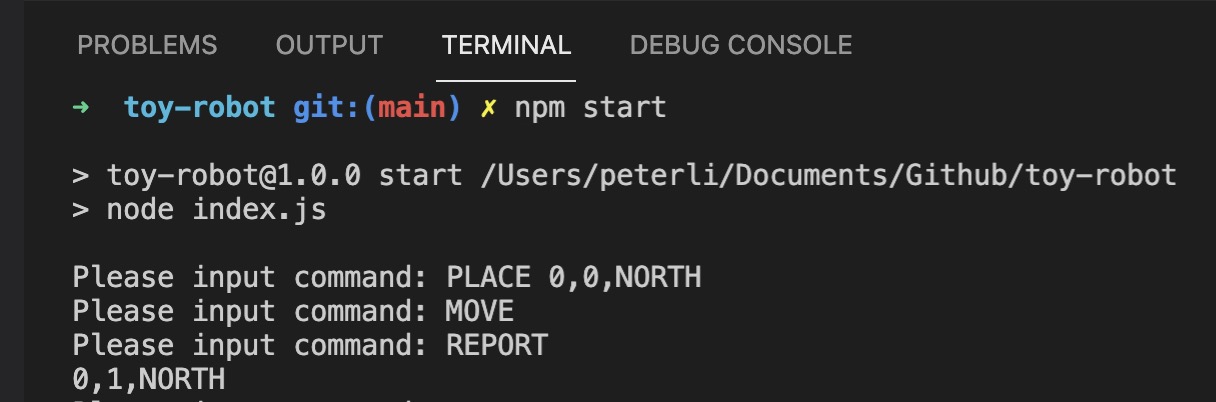 PROBLEMS OUTPUT TERMINAL DEBUG CONSOLE
→ toy-robot git:(main) ✗ npm start
> toy-robot@1.0.0 start /Users/peterli/Documents/Github/toy-robot
> node index.js
Please input command: PLACE 0,0,NORTH
Please input command: MOVE
Please input command: REPORT
0,1,NORTH